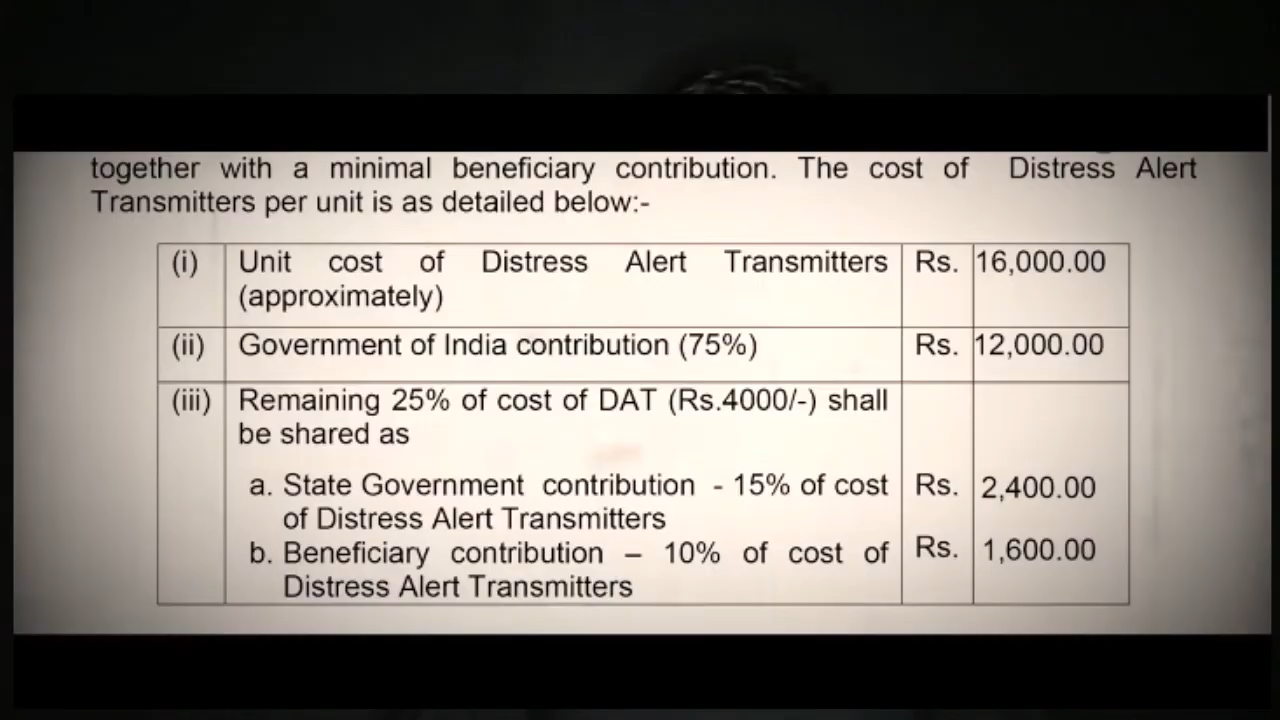 together with a minimal beneficiary contribution. The cost of Distress Alert
Transmitters per unit is as detailed below:-
(i) Unit cost of Distress Alert Transmitters Rs. 16,000.00
(approximately)
(ii) Government of India contribution (75%) Rs. 12,000.00
(iii) Remaining 25% of cost of DAT (Rs.4000/-) shall
be shared as
a. State Government contribution - 15% of cost Rs. 2,400.00
of Distress Alert Transmitters
b. Beneficiary contribution – 10% of cost of Rs. 1,600.00
Distress Alert Transmitters